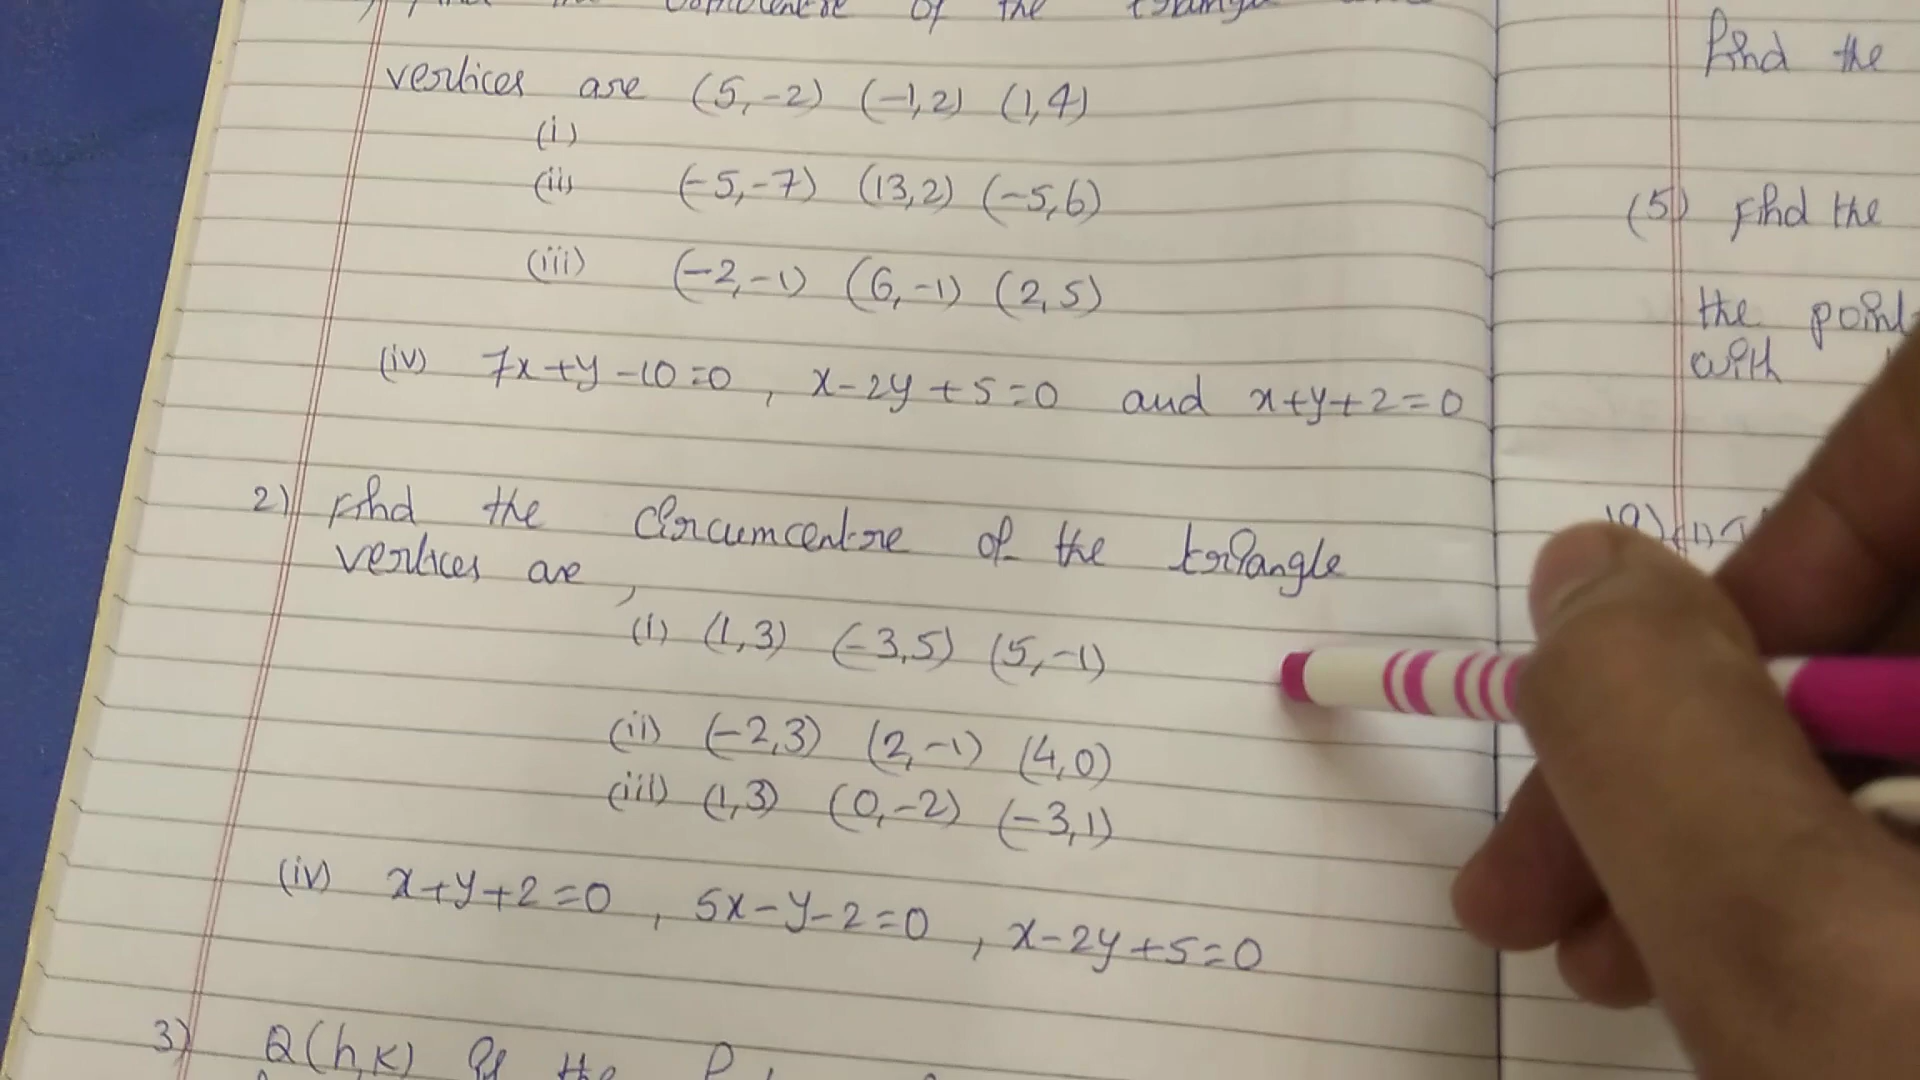 of the
vertices are (5,-2) (-1,2) (1,4)
(i)
(ii) (-5,-7) (13,2) (-5,6)
(iii) (-2,-1) (6,-1) (2,5)
(iv) 7x+y-10=0, x-2y+5=0 and x+y+2=0
2) Find the Circumcentre of the triangle
vertices are,
(i) (1,3) (-3,5) (5,-1)
(ii) (-2,3) (2,-1) (4,0)
(iii) (1,3) (0,-2) (-3,1)
(iv) x+y+2=0, 5x-y-2=0, x-2y+5=0
3) Q(h,k) is the
Find the
(5) Find the
the point
with